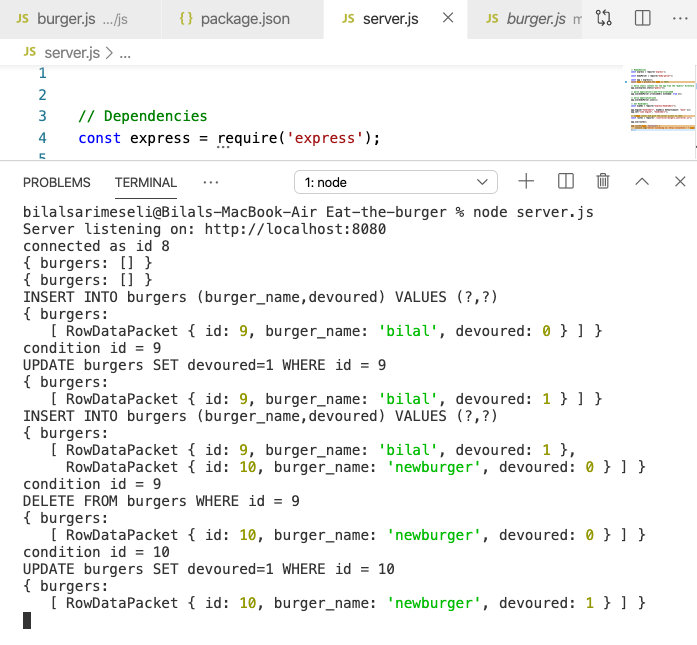 JS burger.js .../js
{} package.json
JS server.js
JS burger.js m
JS server.js > ...
1
2
3 // Dependencies
4 const express = require('express');
5
PROBLEMS TERMINAL ...
1: node
bilalsarimeseli@Bilals-MacBook-Air Eat-the-burger % node server.js
Server listening on: http://localhost:8080
connected as id 8
{ burgers: [] }
{ burgers: [] }
INSERT INTO burgers (burger_name,devoured) VALUES (?,?)
{ burgers:
   [ RowDataPacket { id: 9, burger_name: 'bilal', devoured: 0 } ] }
condition id = 9
UPDATE burgers SET devoured=1 WHERE id = 9
{ burgers:
   [ RowDataPacket { id: 9, burger_name: 'bilal', devoured: 1 } ] }
INSERT INTO burgers (burger_name,devoured) VALUES (?,?)
{ burgers:
   [ RowDataPacket { id: 9, burger_name: 'bilal', devoured: 1 },
     RowDataPacket { id: 10, burger_name: 'newburger', devoured: 0 } ] }
condition id = 9
DELETE FROM burgers WHERE id = 9
{ burgers:
   [ RowDataPacket { id: 10, burger_name: 'newburger', devoured: 0 } ] }
condition id = 10
UPDATE burgers SET devoured=1 WHERE id = 10
{ burgers:
   [ RowDataPacket { id: 10, burger_name: 'newburger', devoured: 1 } ] }